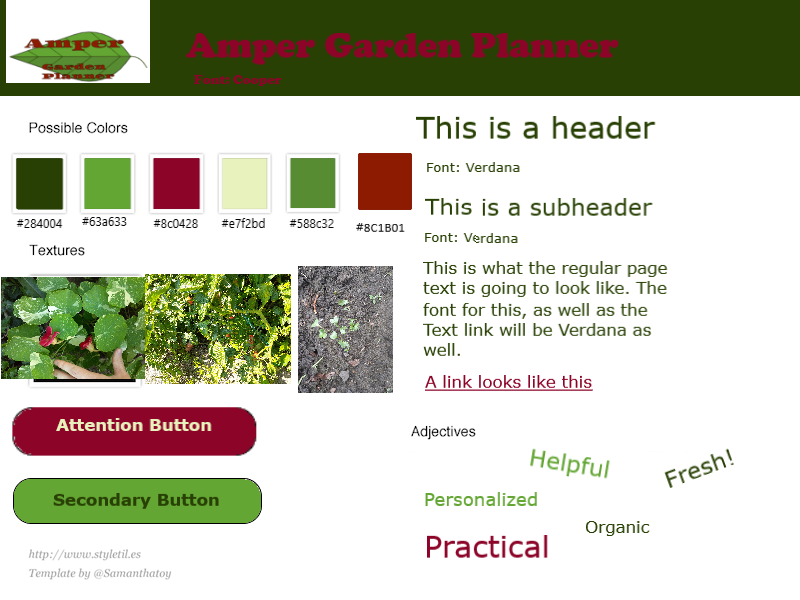 Amper
Garden
Planner
Amper Garden Planner
Font: Cooper
Possible Colors
#284004
#63a633
#8c0428
#e7f2bd
#588c32
#8C1B01
Textures
Attention Button
Secondary Button
http://www.styletil.es
Template by @Samanthatoy
This is a header
Font: Verdana
This is a subheader
Font: Verdana
This is what the regular page
text is going to look like. The
font for this, as well as the
Text link will be Verdana as
well.
A link looks like this
Adjectives
Helpful
Fresh!
Personalized
Organic
Practical